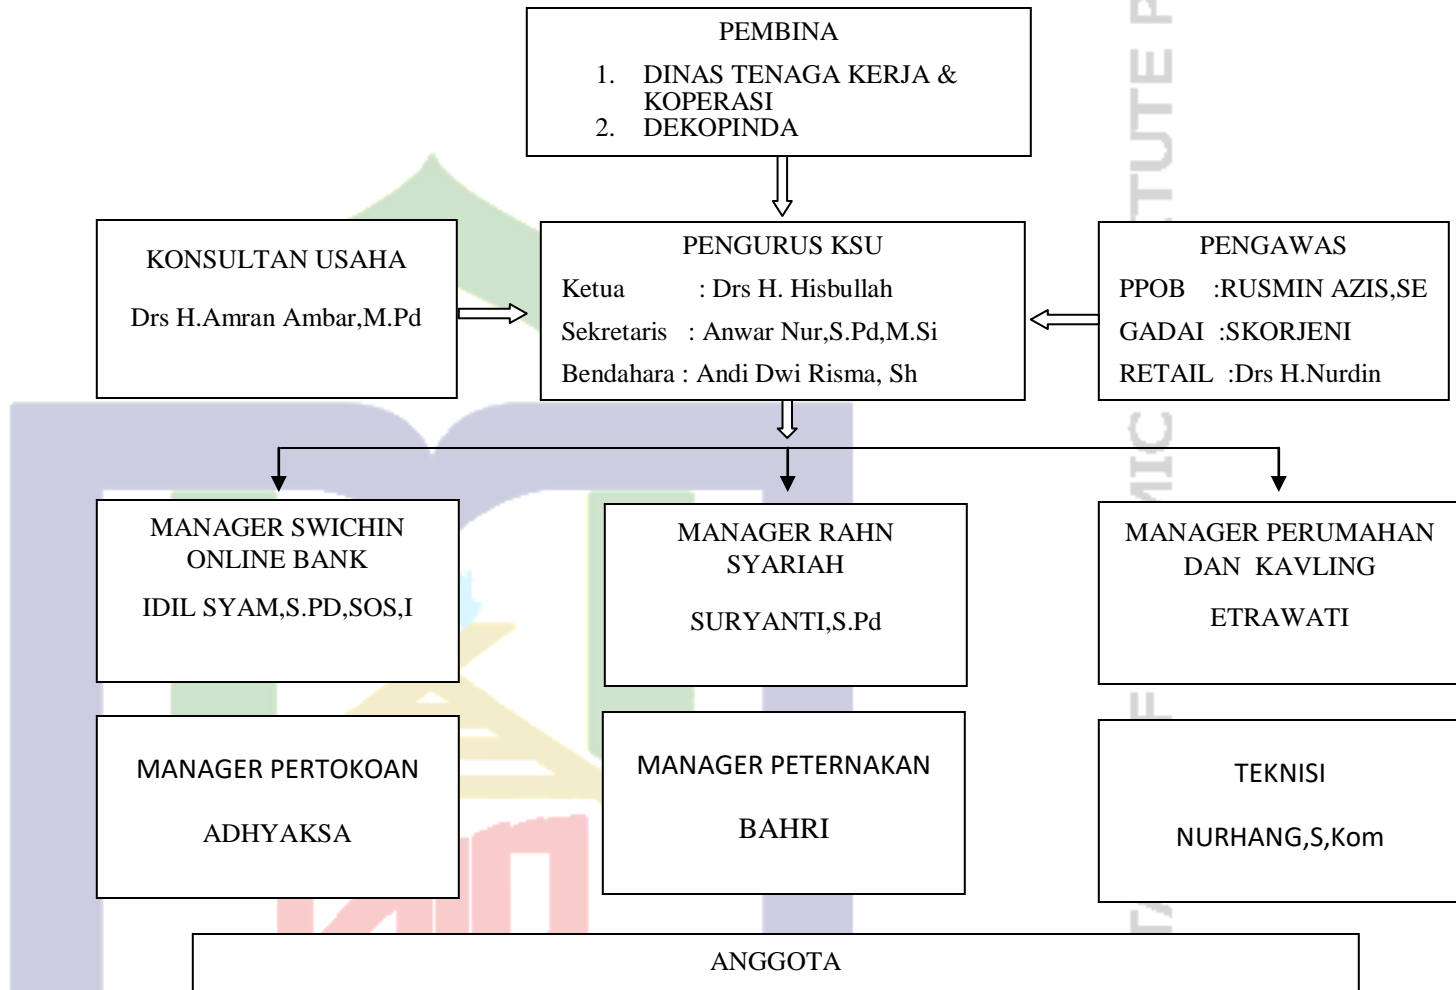 PEMBINA
1. DINAS TENAGA KERJA &
KOPERASI
2. DEKOPINDA
KONSULTAN USAHA
Drs H.Amran Ambar,M.Pd
PENGURUS KSU
Ketua : Drs H. Hisbullah
Sekretaris : Anwar Nur,S.Pd,M.Si
Bendahara : Andi Dwi Risma, Sh
PENGAWAS
PPOB :RUSMIN AZIS,SE
GADAI :SKORJENI
RETAIL :Drs H.Nurdin
MANAGER SWICHIN
ONLINE BANK
IDIL SYAM,S.PD,SOS,I
MANAGER RAHN
SYARIAH
SURYANTI,S.Pd
MANAGER PERUMAHAN
DAN KAVLING
ETRAWATI
MANAGER PERTOKOAN
ADHYAKSA
MANAGER PETERNAKAN
BAHRI
TEKNISI
NURHANG,S,Kom
ANGGOTA